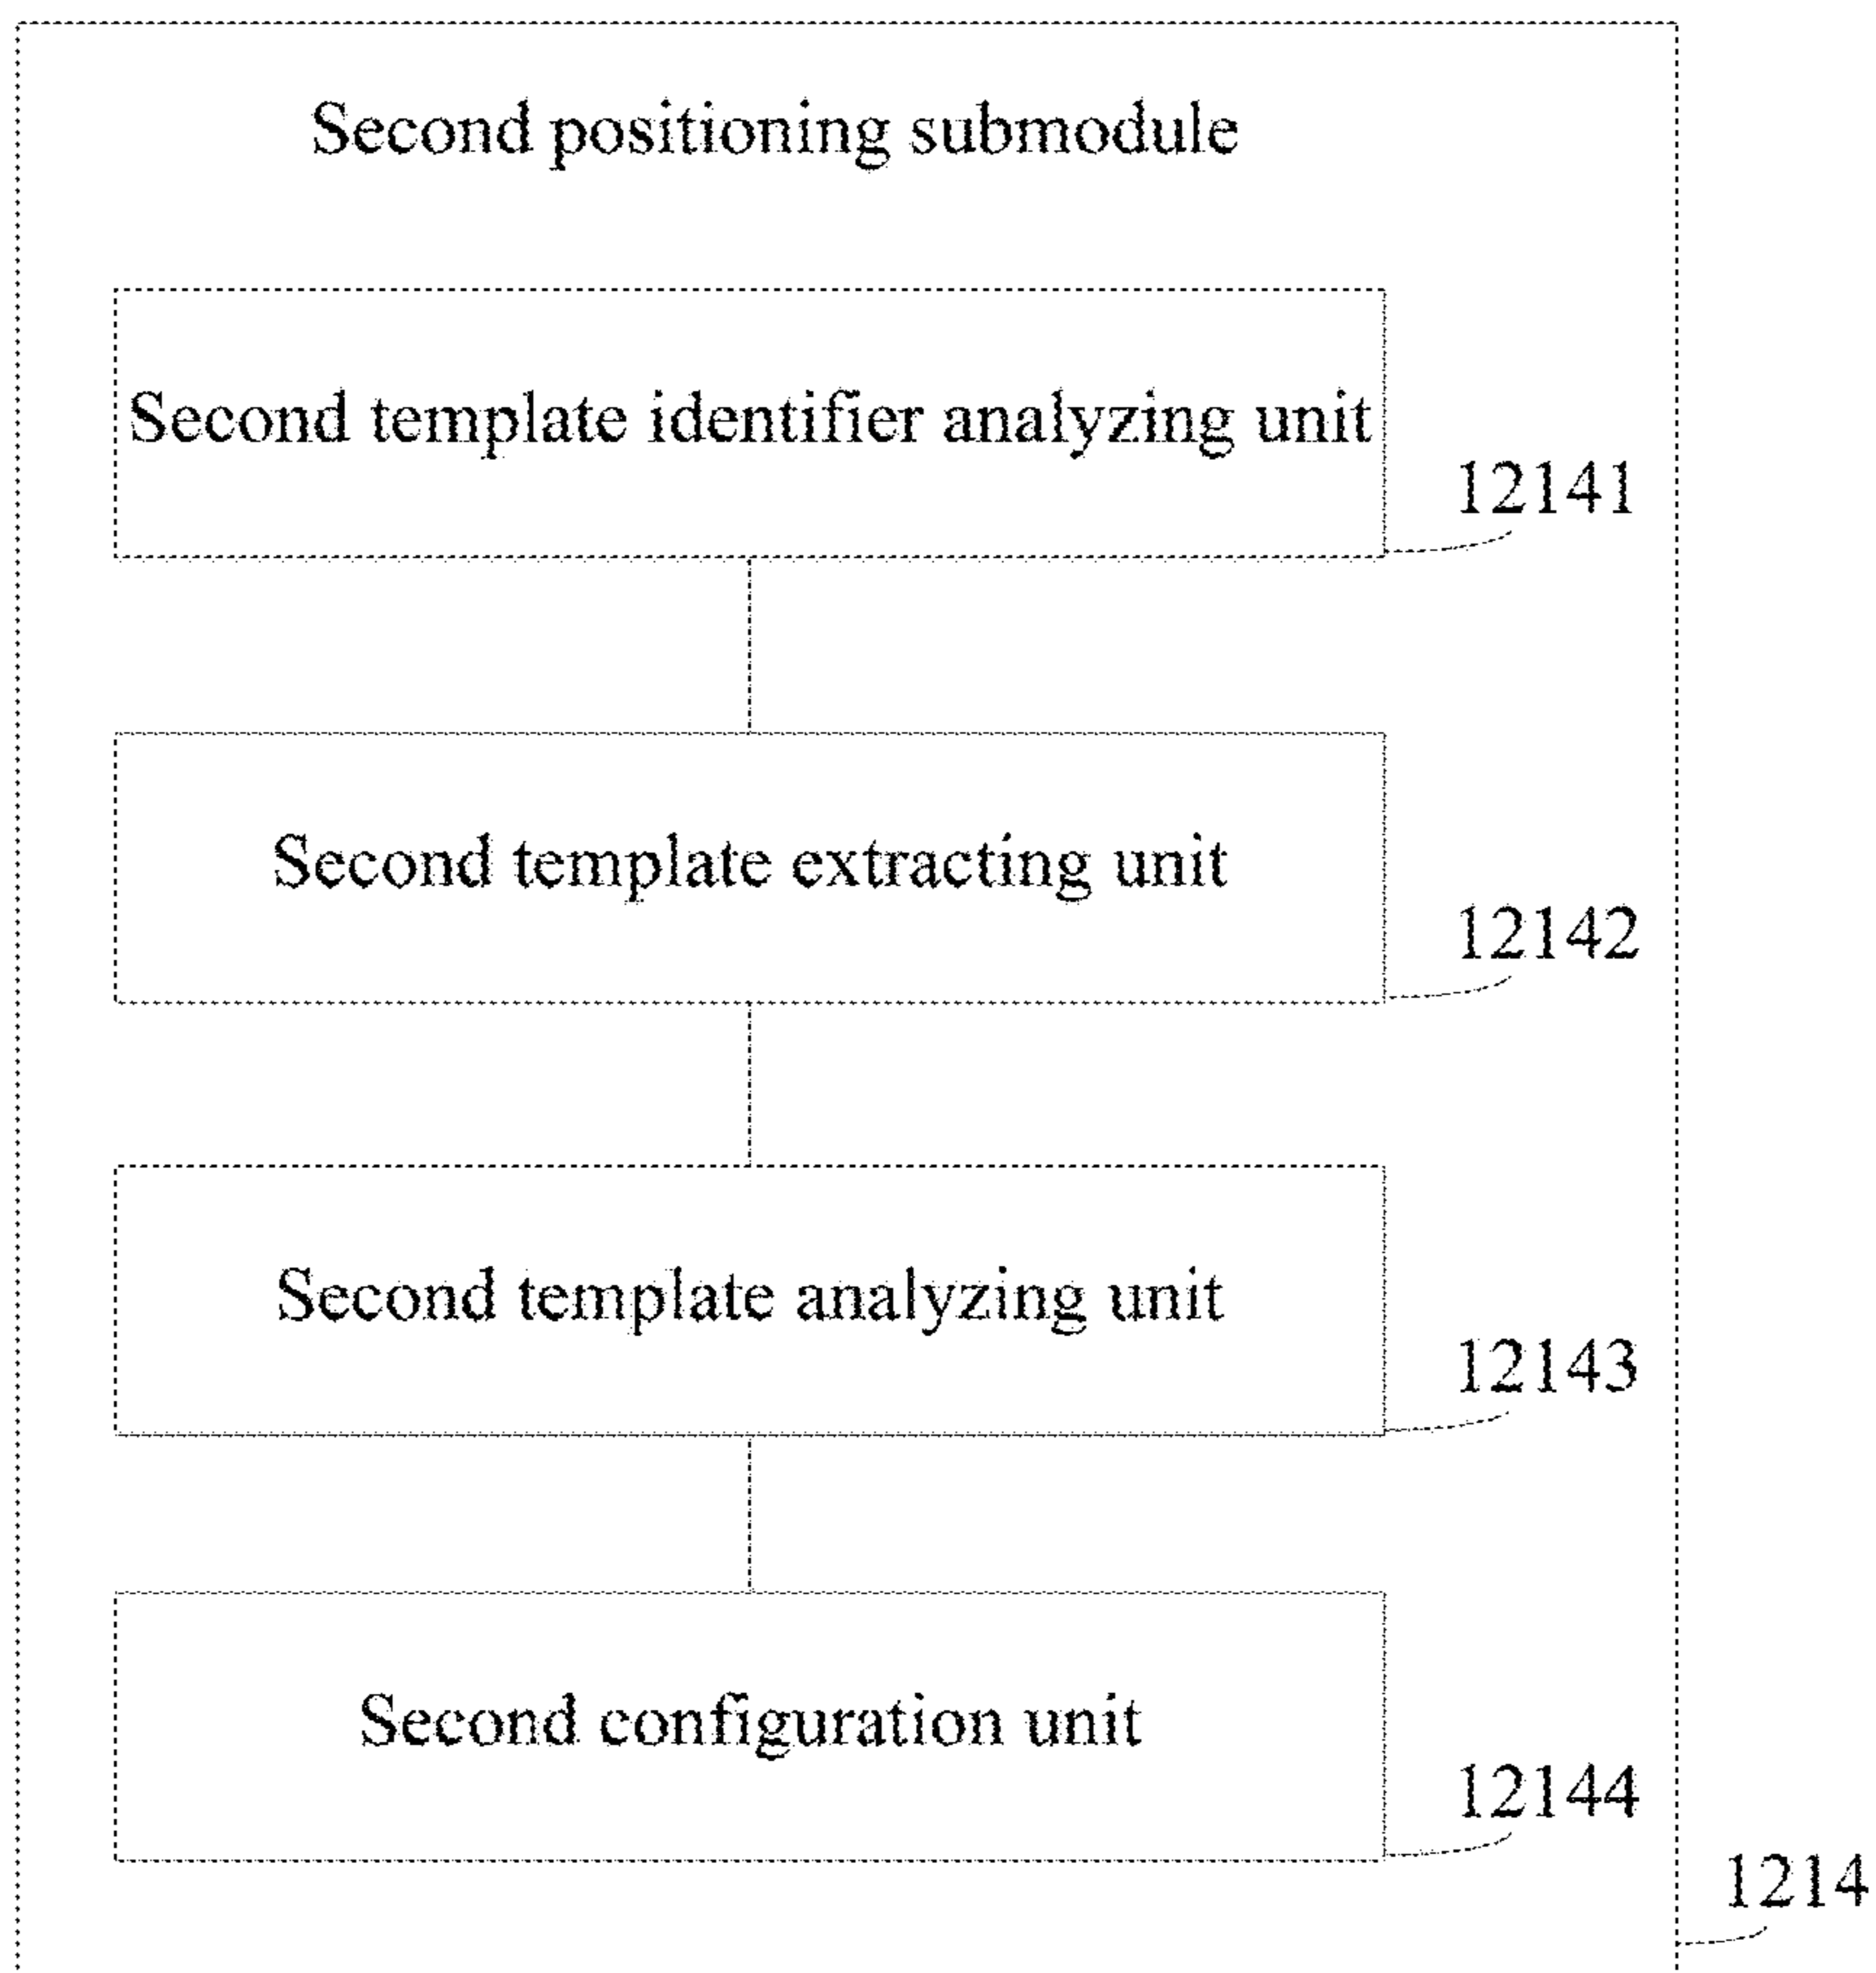 Second positioning submodule
Second template identifier analyzing unit
12141
Second template extracting unit
12142
Second template analyzing unit
12143
Second configuration unit
12144
1214